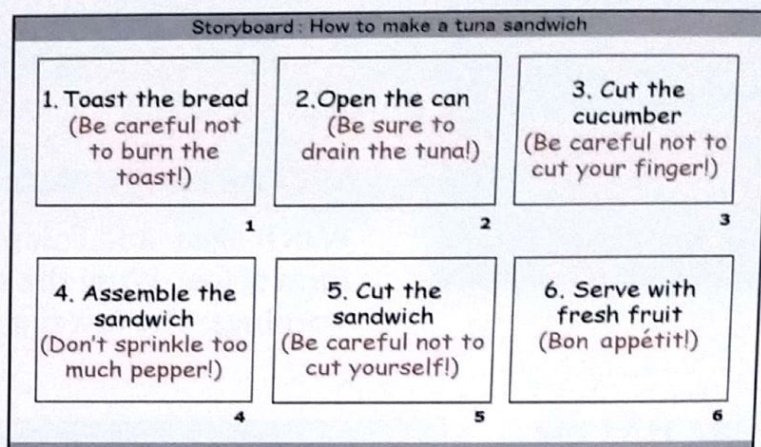 Storyboard : How to make a tuna sandwich
1. Toast the bread
(Be careful not
to burn the
toast!)
1
2.Open the can
(Be sure to
drain the tuna!)
2
3. Cut the
cucumber
(Be careful not to
cut your finger!)
3
4. Assemble the
sandwich
(Don't sprinkle too
much pepper!)
4
5. Cut the
sandwich
(Be careful not to
cut yourself!)
5
6. Serve with
fresh fruit
(Bon appétit!)
6